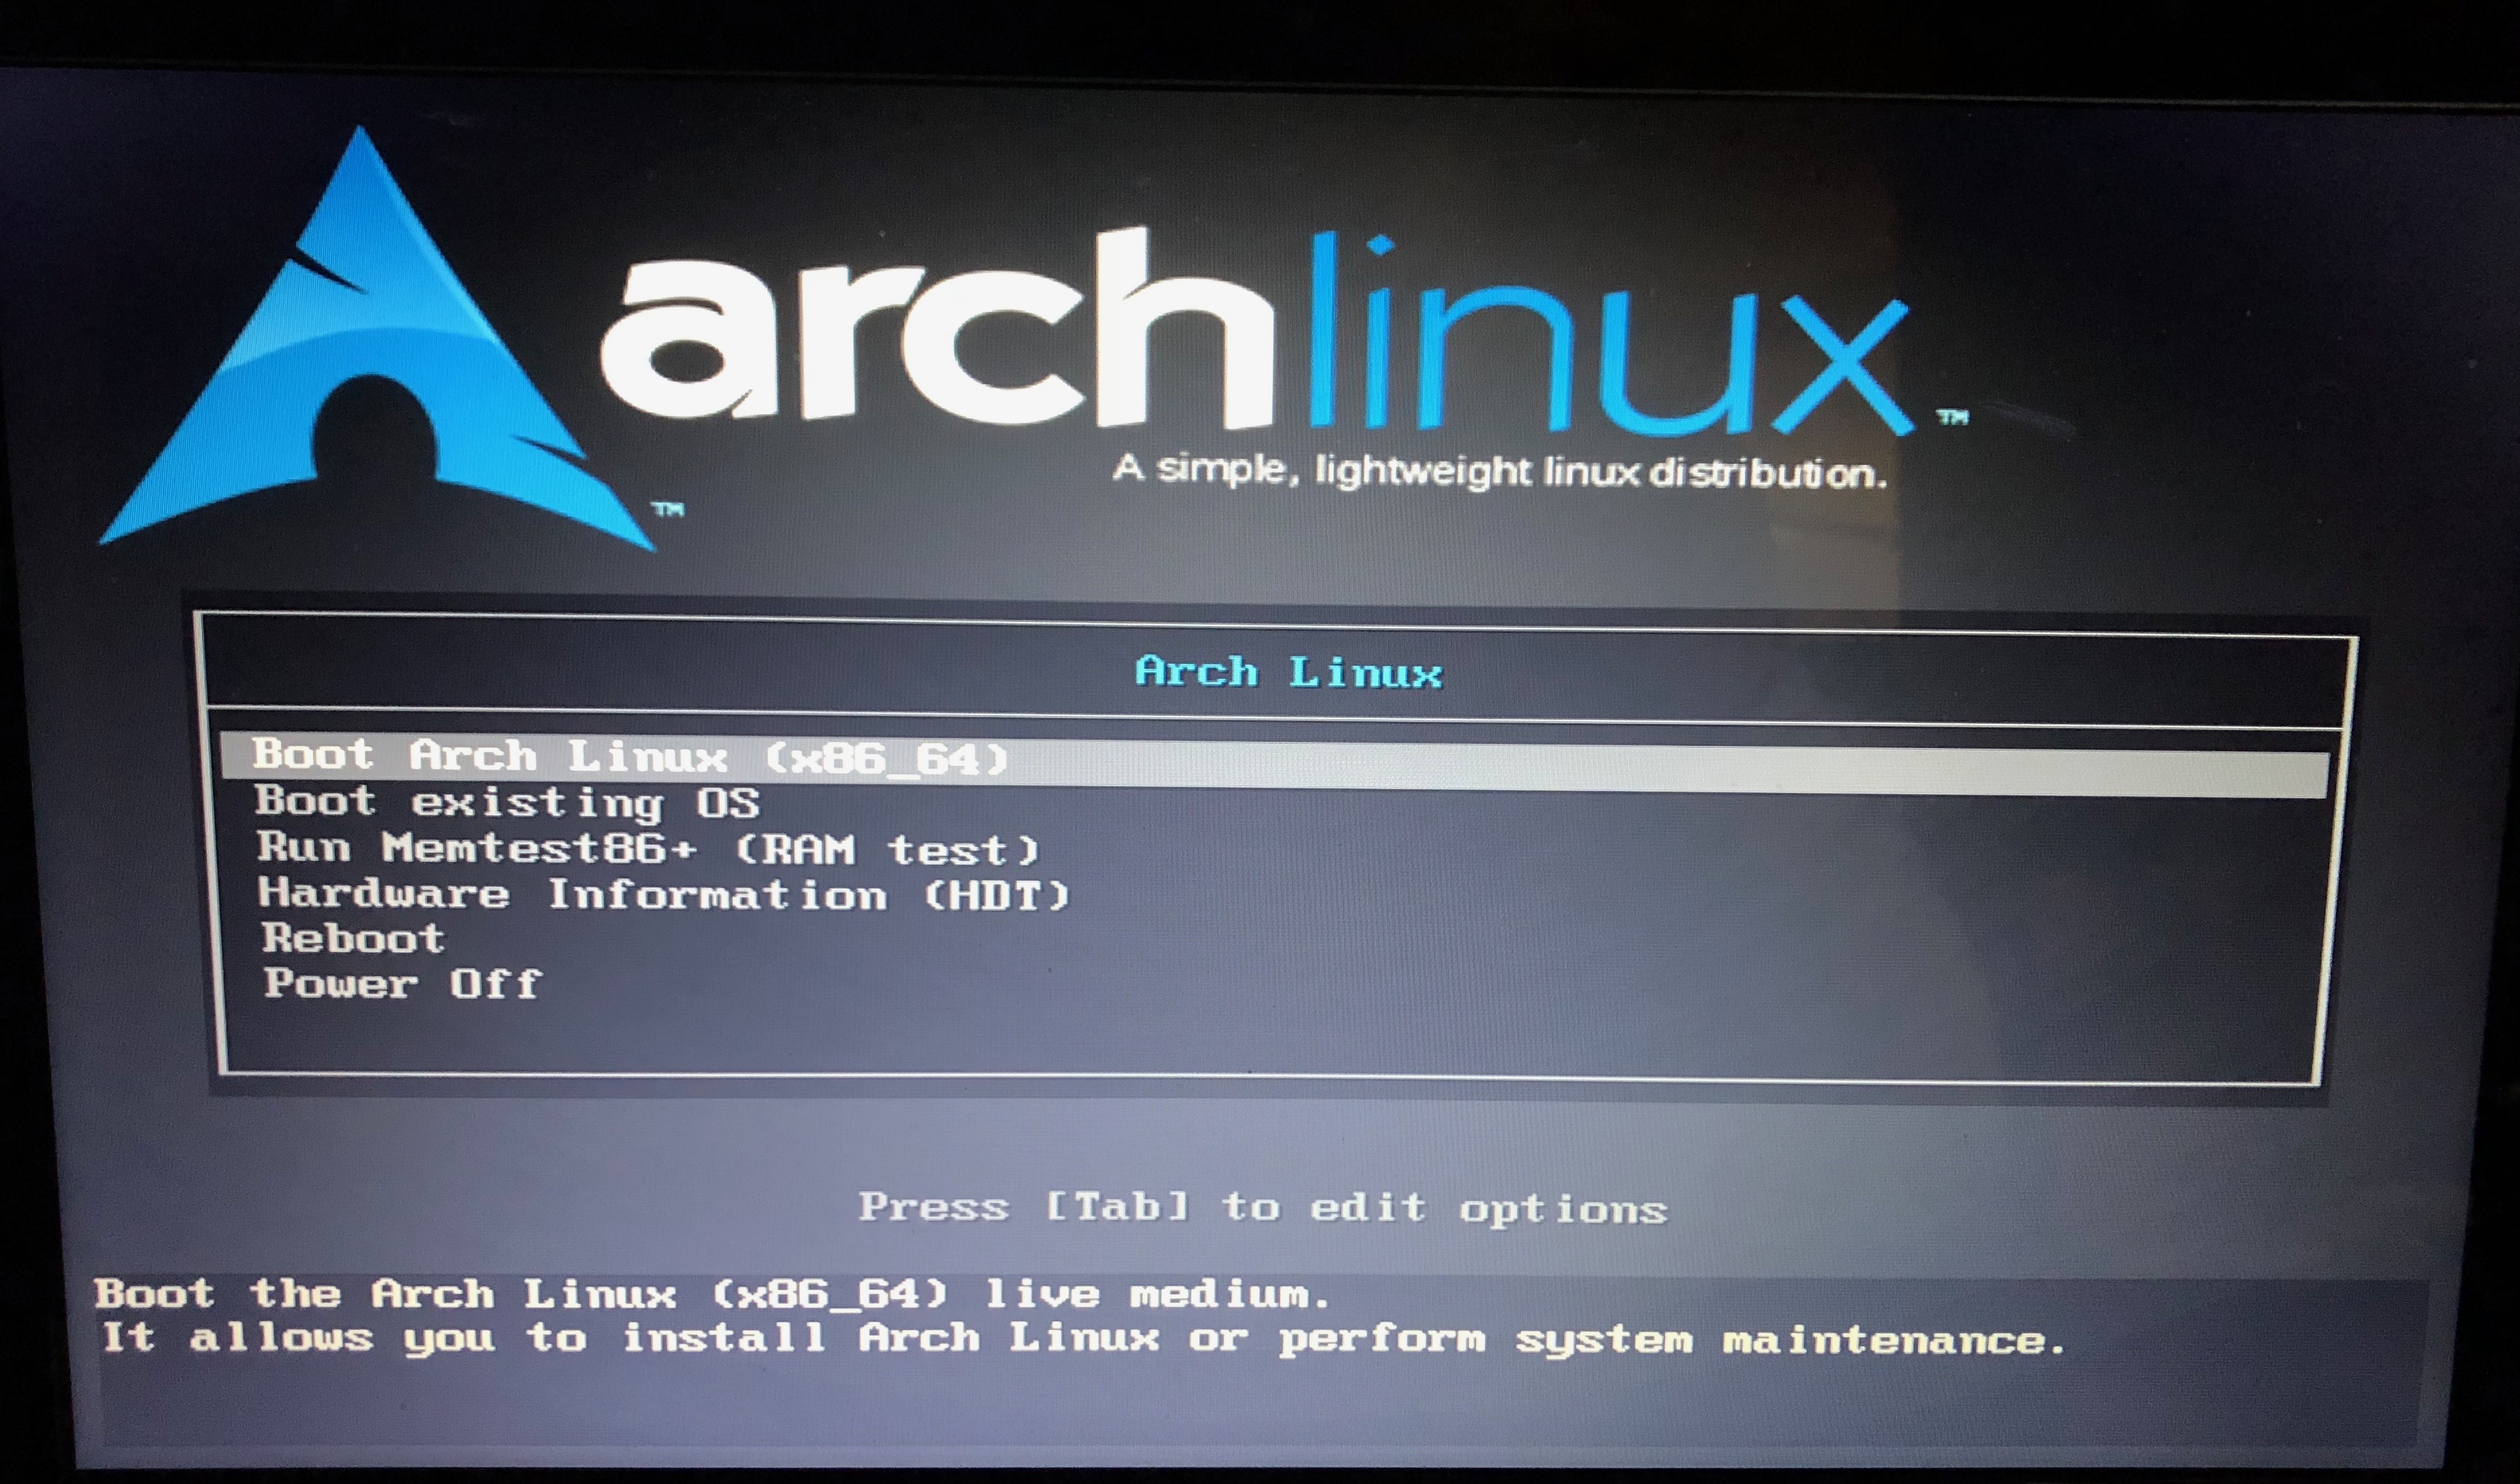 archlinux™
A simple, lightweight linux distribution.
™
Arch Linux
Boot Arch Linux (x86_64)
Boot existing OS
Run Memtest86+ (RAM test)
Hardware Information (HDT)
Reboot
Power Off
Press [Tab] to edit options
Boot the Arch Linux (x86_64) live medium.
It allows you to install Arch Linux or perform system maintenance.